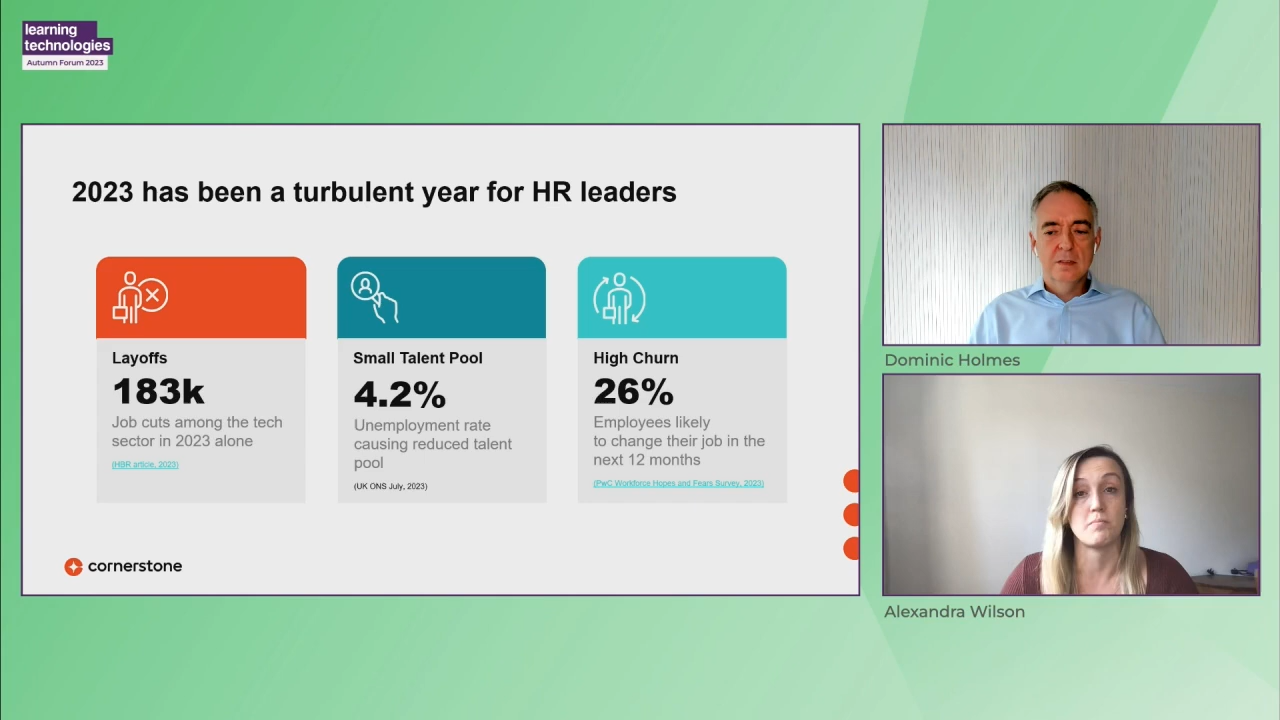 learning
technologies
Autumn Forum 2023
2023 has been a turbulent year for HR leaders
Layoffs
183k
Job cuts among the tech
sector in 2023 alone
(HBR article, 2023)
Small Talent Pool
4.2%
Unemployment rate
causing reduced talent
pool
(UK ONS July, 2023)
High Churn
26%
Employees likely
to change their job in the
next 12 months
(PwC Workforce Hopes and Fears Survey, 2023)
cornerstone
Dominic Holmes
Alexandra Wilson